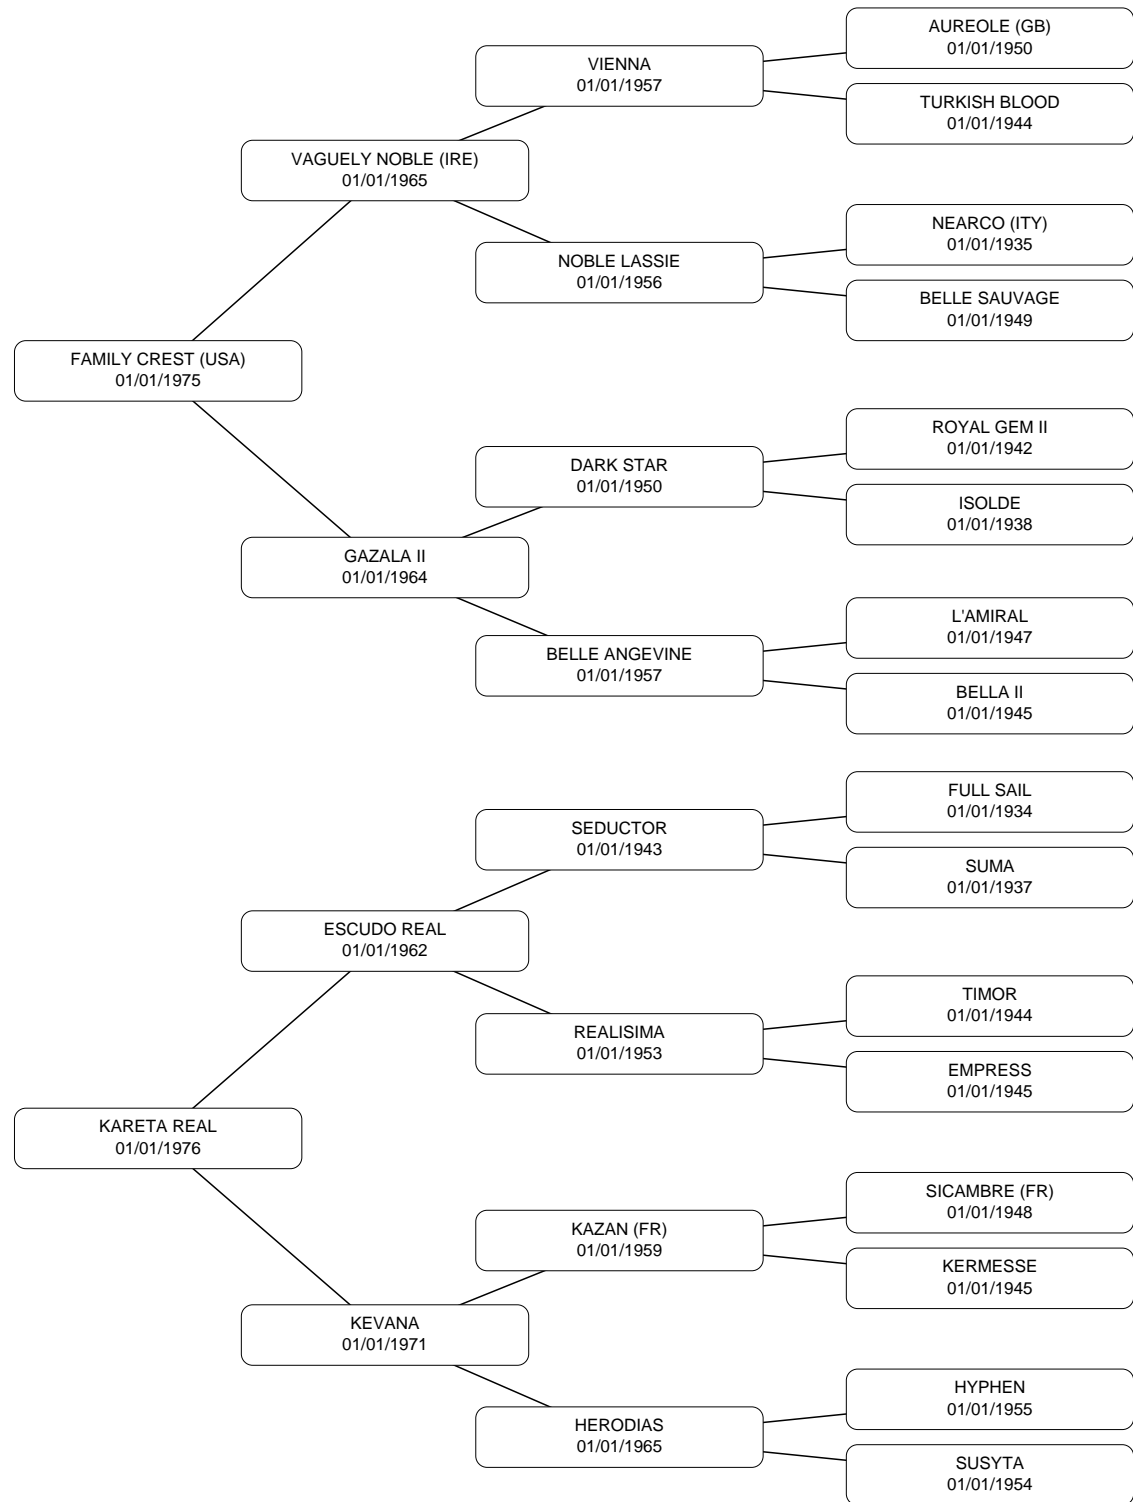 AUREOLE (GB)
01/01/1950
VIENNA
01/01/1957
TURKISH BLOOD
01/01/1944
VAGUELY NOBLE (IRE)
01/01/1965
NEARCO (ITY)
01/01/1935
NOBLE LASSIE
01/01/1956
BELLE SAUVAGE
01/01/1949
FAMILY CREST (USA)
01/01/1975
ROYAL GEM II
01/01/1942
DARK STAR
01/01/1950
ISOLDE
01/01/1938
GAZALA II
01/01/1964
L'AMIRAL
01/01/1947
BELLE ANGEVINE
01/01/1957
BELLA II
01/01/1945
FULL SAIL
01/01/1934
SEDUCTOR
01/01/1943
SUMA
01/01/1937
ESCUDO REAL
01/01/1962
TIMOR
01/01/1944
REALISIMA
01/01/1953
EMPRESS
01/01/1945
KARETA REAL
01/01/1976
SICAMBRE (FR)
01/01/1948
KAZAN (FR)
01/01/1959
KERMESSE
01/01/1945
KEVANA
01/01/1971
HYPHEN
01/01/1955
HERODIAS
01/01/1965
SUSYTA
01/01/1954